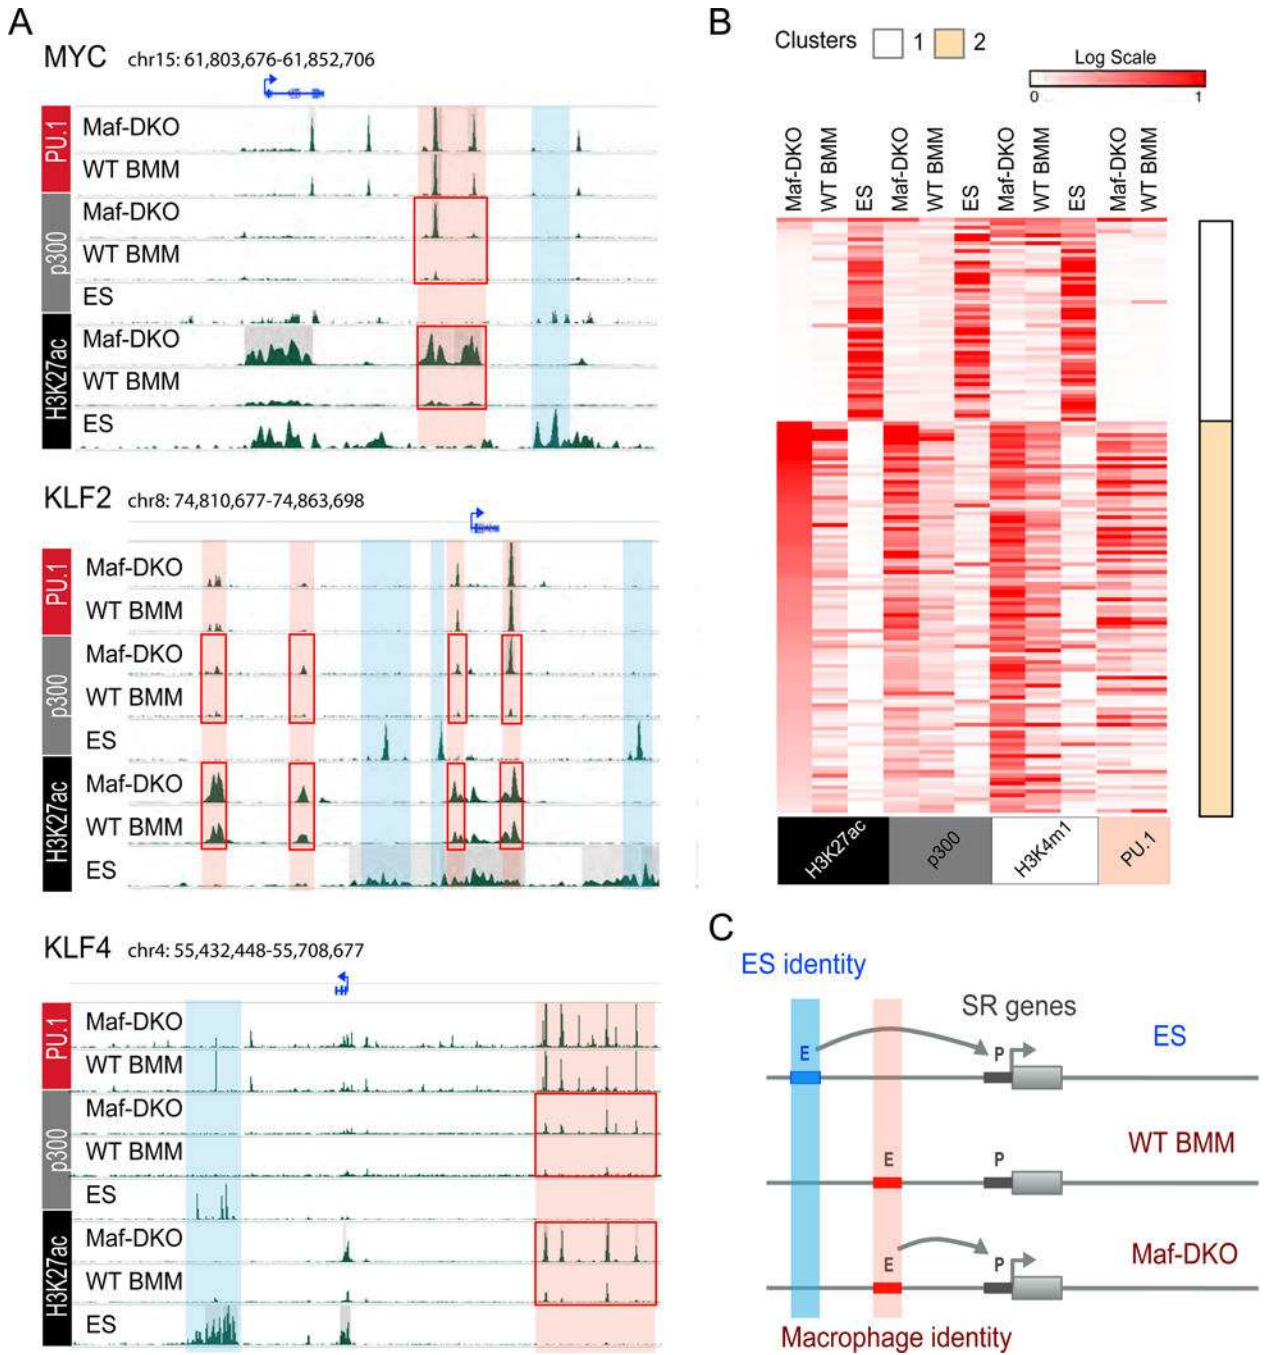 A
MYC chr15: 61,803,676-61,852,706
PU.1
Maf-DKO
WT BMM
p300
Maf-DKO
WT BMM
ES
H3K27ac
Maf-DKO
WT BMM
ES
KLF2 chr8: 74,810,677-74,863,698
PU.1
Maf-DKO
WT BMM
p300
Maf-DKO
WT BMM
ES
H3K27ac
Maf-DKO
WT BMM
ES
KLF4 chr4: 55,432,448-55,708,677
PU.1
Maf-DKO
WT BMM
p300
Maf-DKO
WT BMM
ES
H3K27ac
Maf-DKO
WT BMM
ES
B
Clusters 1 2
Log Scale
0 1
Maf-DKO WT BMM ES Maf-DKO WT BMM ES Maf-DKO WT BMM ES Maf-DKO WT BMM
H3K27ac p300 H3K4m1 PU.1
C
ES identity
SR genes
E P ES
E P WT BMM
E P Maf-DKO
Macrophage identity